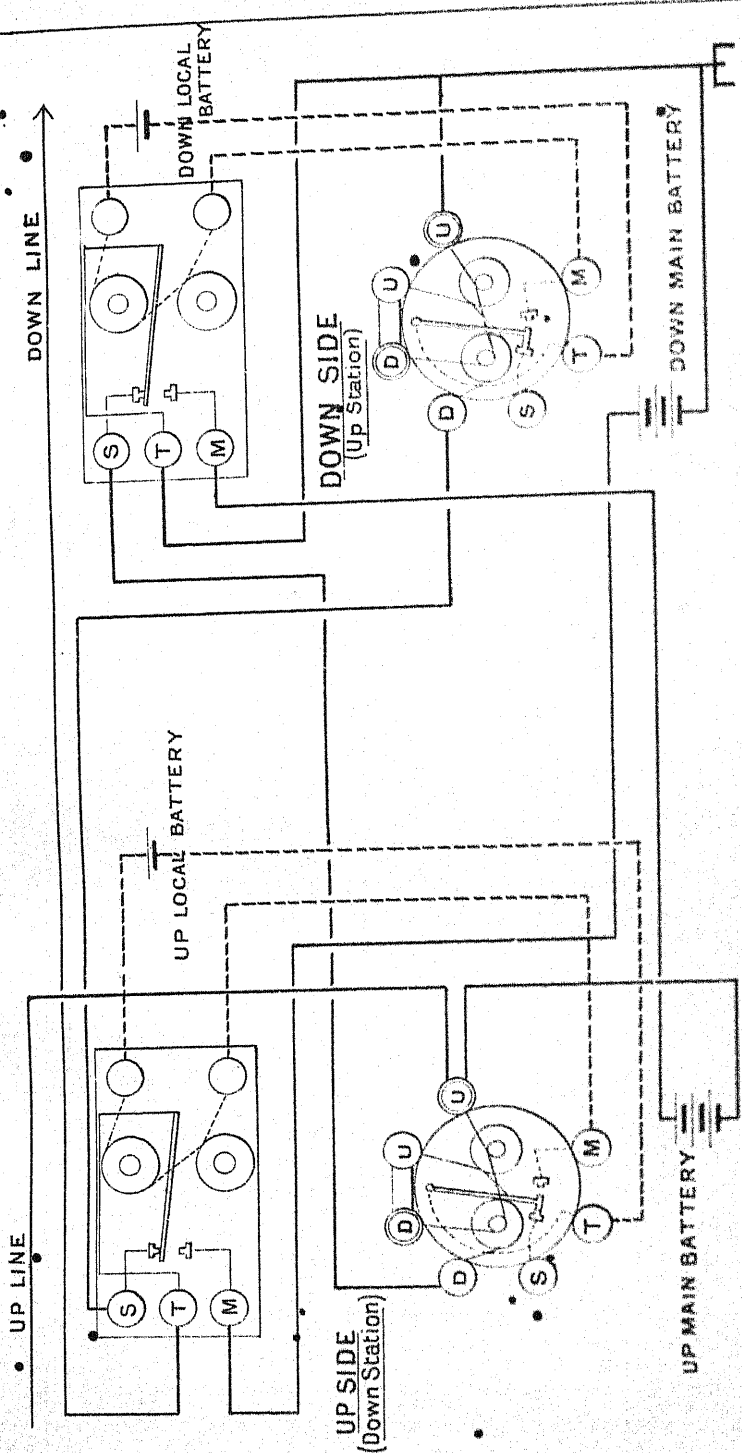 UP LINE
DOWN LINE
S
T
M
UP LOCAL BATTERY
S
T
M
DOWN LOCAL
BATTERY
UP SIDE
(Down Station)
D
D
U
U
S
T
M
DOWN SIDE
(Up Station)
D
D
U
U
S
T
M
UP MAIN BATTERY
DOWN MAIN BATTERY